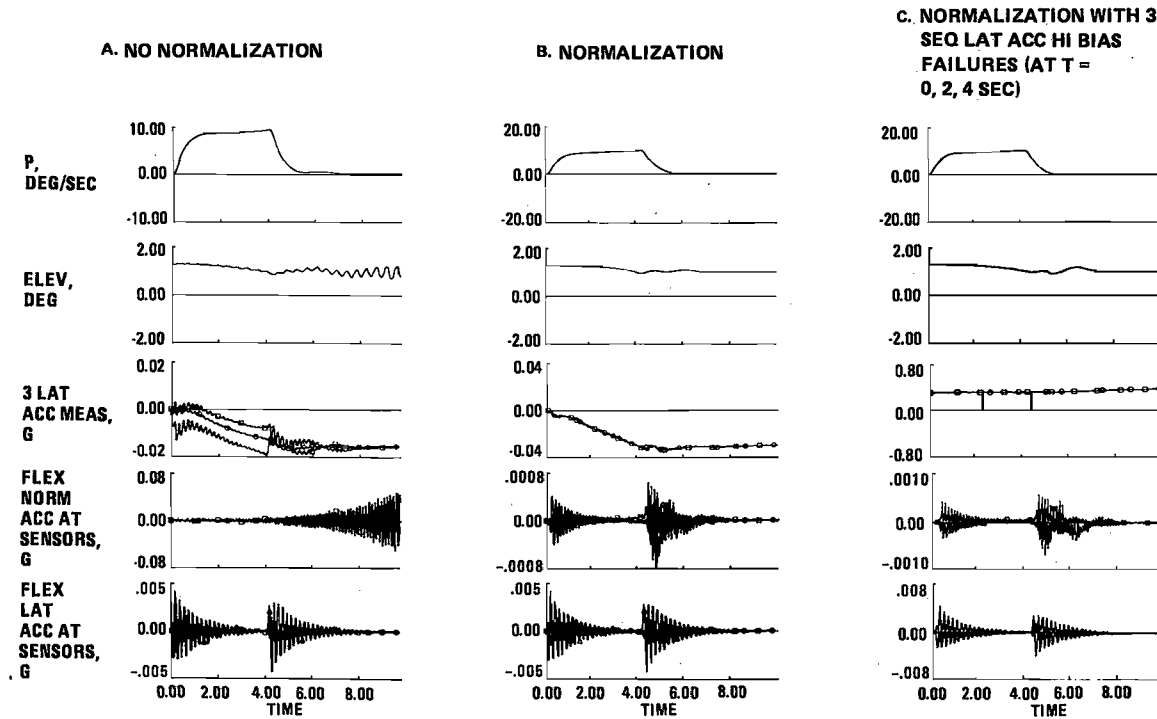 A. NO NORMALIZATION
B. NORMALIZATION
C. NORMALIZATION WITH 3
SEQ LAT ACC HI BIAS
FAILURES (AT T =
0, 2, 4 SEC)
P,
DEG/SEC
10.00
0.00
-10.00
20.00
0.00
-20.00
20.00
0.00
-20.00
ELEV,
DEG
2.00
0.00
-2.00
2.00
0.00
-2.00
2.00
0.00
-2.00
3 LAT
ACC MEAS,
G
0.02
0.00
-0.02
0.04
0.00
-0.04
0.80
0.00
-0.80
FLEX
NORM
ACC AT
SENSORS,
G
0.08
0.00
-0.08
.0008
0.00
-.0008
.0010
0.00
-.0010
FLEX
LAT
ACC AT
SENSORS,
G
.005
0.00
-.005
.005
0.00
-.005
.008
0.00
-.008
0.00 2.00 4.00 6.00 8.00
TIME
0.00 2.00 4.00 6.00 8.00
TIME
0.00 2.00 4.00 6.00 8.00
TIME